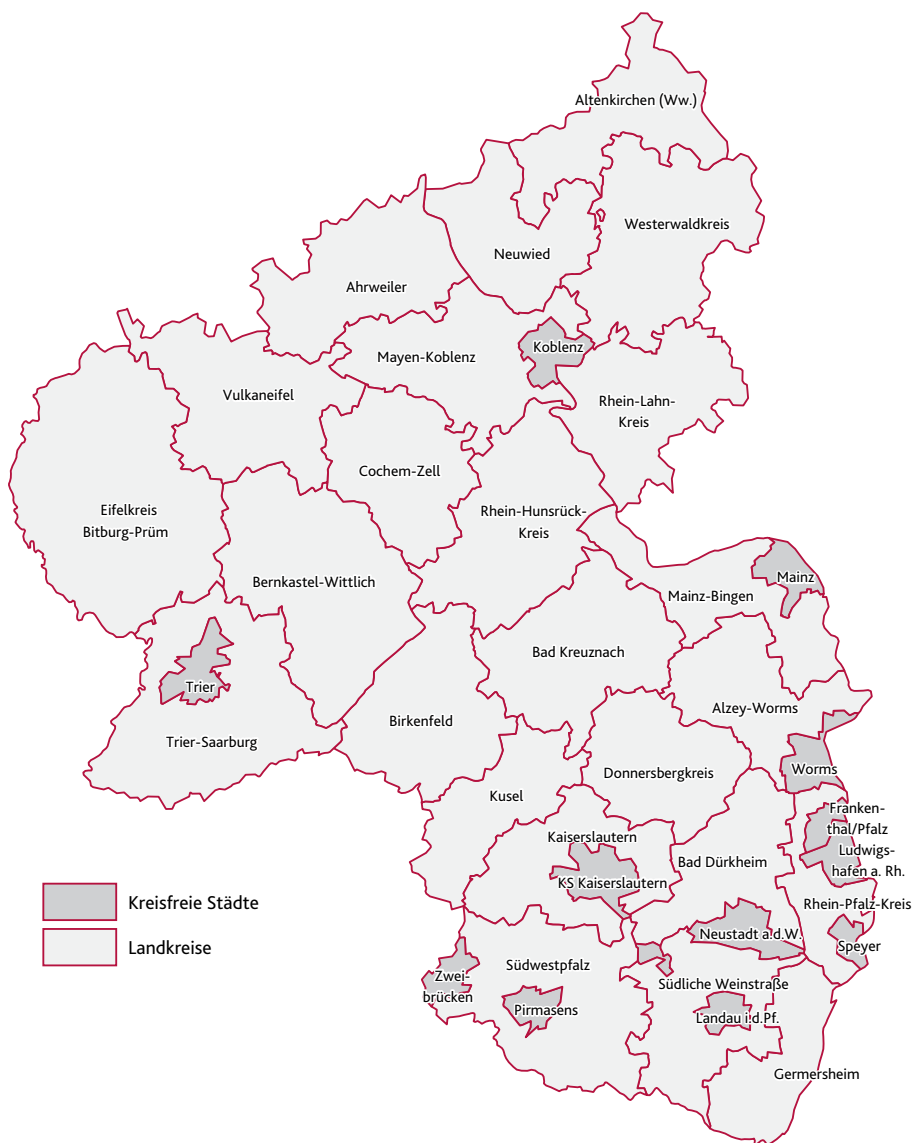 Altenkirchen (Ww.)
Westerwaldkreis
Neuwied
Ahrweiler
Koblenz
Mayen-Koblenz
Vulkaneifel
Rhein-Lahn-
Kreis
Cochem-Zell
Eifelkreis
Bitburg-Prüm
Rhein-Hunsrück-
Kreis
Bernkastel-Wittlich
Mainz
Mainz-Bingen
Bad Kreuznach
Trier
Alzey-Worms
Birkenfeld
Trier-Saarburg
Worms
Donnersbergkreis
Kusel
Franken-
thal/Pfalz
Kaiserslautern
Ludwigs-
hafen a. Rh.
Bad Dürkheim
KS Kaiserslautern
Kreisfreie Städte
Rhein-Pfalz-Kreis
Neustadt a.d.W.
Speyer
Landkreise
Südwestpfalz
Zwei-
brücken
Südliche Weinstraße
Pirmasens
Landau i.d.Pf.
Germersheim